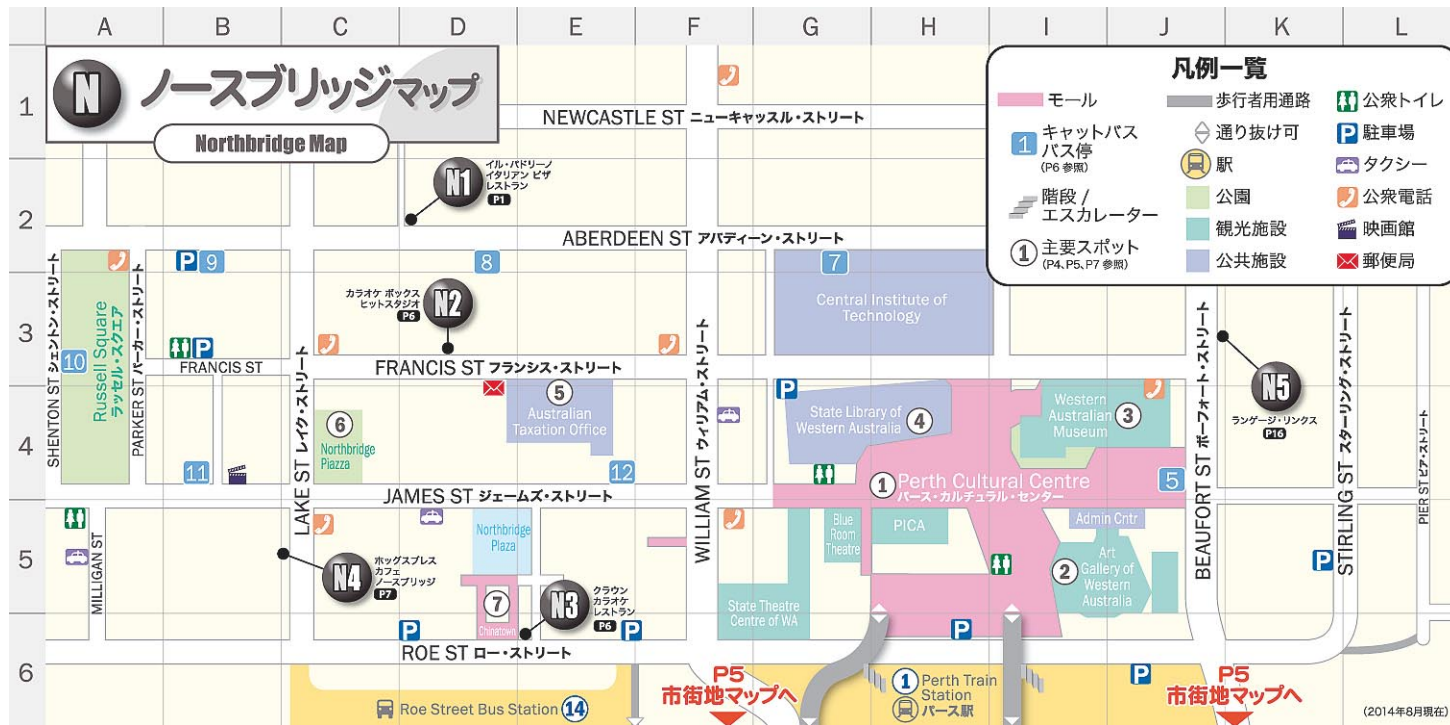 A B C D E F G H I J K L
1
2
3
4
5
6
N ノースブリッジマップ
Northbridge Map
凡例一覧
モール
歩行者用通路
公衆トイレ
1 キャットバス
バス停
(P6 参照)
通り抜け可
駐車場
駅
タクシー
階段 /
エスカレーター
公園
公衆電話
観光施設
映画館
1 主要スポット
(P4、P5、P7 参照)
公共施設
郵便局
NEWCASTLE ST ニューキャッスル・ストリート
N1
イル・パドリーノ
イタリアン ピザ
レストラン
P1
ABERDEEN ST アバディーン・ストリート
P 9
8
7
Central Institute of
Technology
SHENTON ST シェントン・ストリート
Russell Square
ラッセル・スクエア
PARKER ST パーカー・ストリート
10
カラオケ ボックス
ヒットスタジオ
P6
N2
P
FRANCIS ST
FRANCIS ST フランシス・ストリート
LAKE ST レイク・ストリート
WILLIAM ST ウィリアム・ストリート
BEAUFORT ST ボーフォート・ストリート
STIRLING ST スターリング・ストリート
PIER ST ピア・ストリート
N5
ランゲージ・リンクス
P16
5
Australian
Taxation Office
6
Northbridge
Piazza
P
State Library of
Western Australia
4
Western
Australian
Museum
3
11
12
1 Perth Cultural Centre
パース・カルチュラル・センター
5
JAMES ST ジェームズ・ストリート
MILLIGAN ST
Northbridge
Plaza
Blue
Room
Theatre
PICA
Admin Cntr
2
Art
Gallery of
Western
Australia
P
N4
ホッグスブレス
カフェ
ノースブリッジ
P7
7
Chinatown
N3
クラウン
カラオケ
レストラン
P6
State Theatre
Centre of WA
P
P
P
ROE ST ロー・ストリート
Roe Street Bus Station 14
P5
市街地マップへ
1 Perth Train
Station
パース駅
P
P5
市街地マップへ
(2014年8月現在)